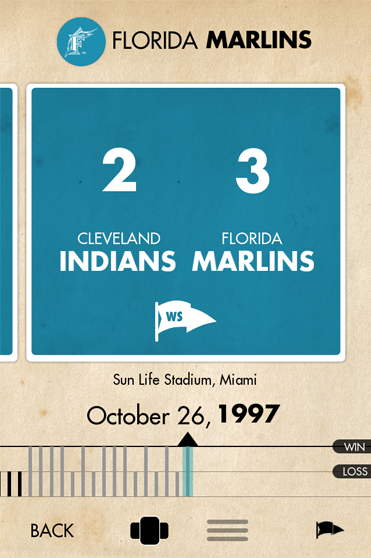 FLORIDA MARLINS
2 3
CLEVELAND FLORIDA
INDIANS MARLINS
WS
Sun Life Stadium, Miami
October 26, 1997
WIN
LOSS
BACK